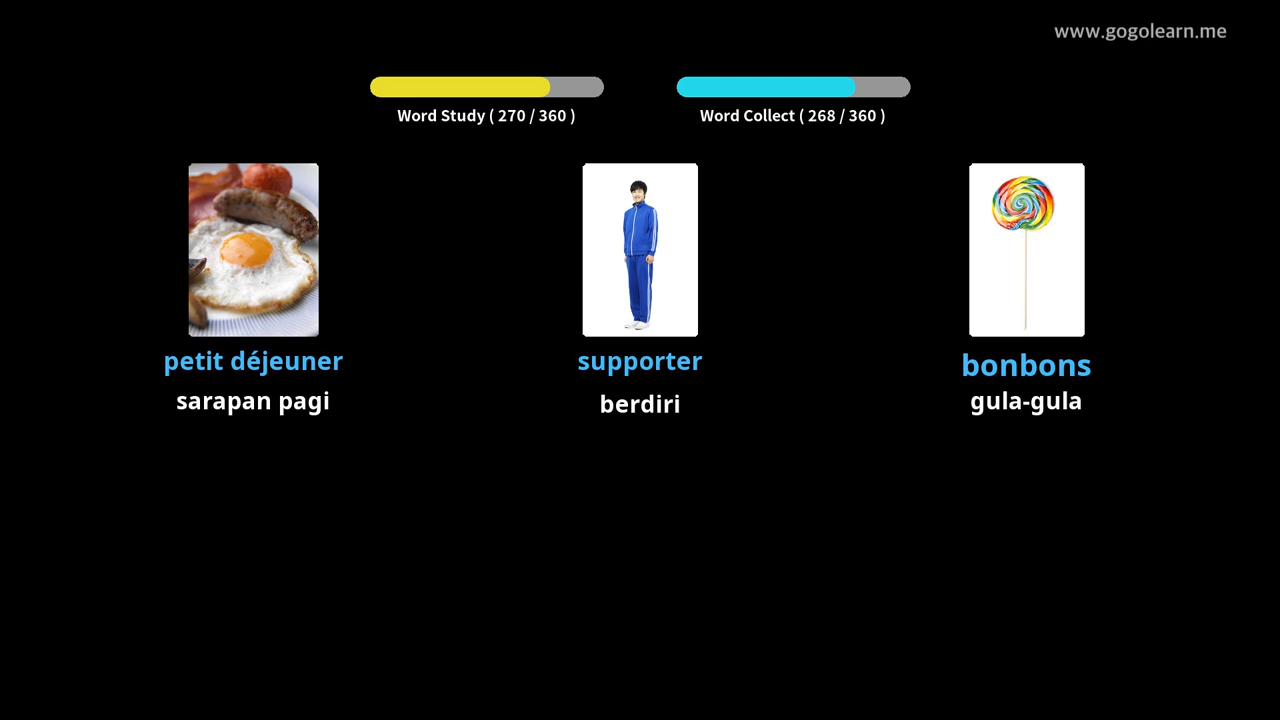 www.gogolearn.me
Word Study ( 270 / 360 )
Word Collect ( 268 / 360 )
petit déjeuner
sarapan pagi
supporter
berdiri
bonbons
gula-gula